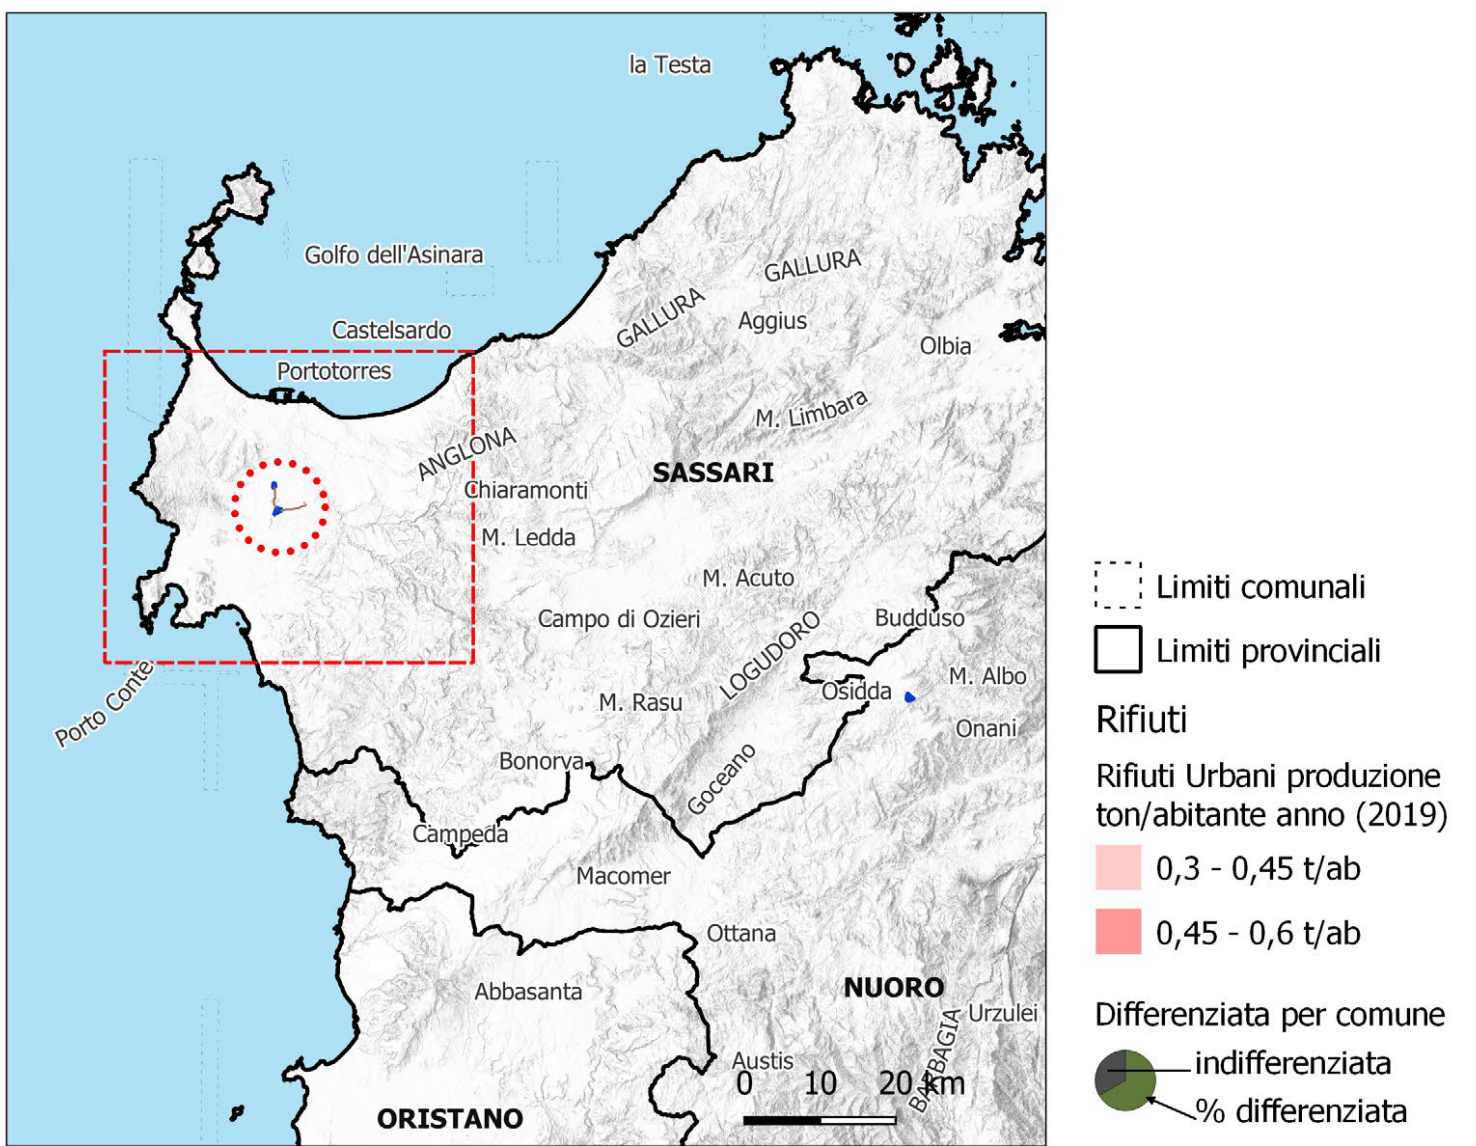 la Testa
Golfo dell'Asinara
GALLURA
GALLURA
Castelsardo
Aggius
Olbia
Portotorres
M. Limbara
ANGLONA
SASSARI
Chiaramonti
M. Ledda
M. Acuto
Campo di Ozieri
Budduso
LOGUDORO
M. Albo
Osidda
Porto Conte
M. Rasu
Onani
Bonorva
Goceano
Campeda
Macomer
Ottana
NUORO
Abbasanta
Urzulei
BARBAGIA
Austis
0 10 20 km
ORISTANO
Limiti comunali
Limiti provinciali
Rifiuti
Rifiuti Urbani produzione
ton/abitante anno (2019)
0,3 - 0,45 t/ab
0,45 - 0,6 t/ab
Differenziata per comune
indifferenziata
% differenziata